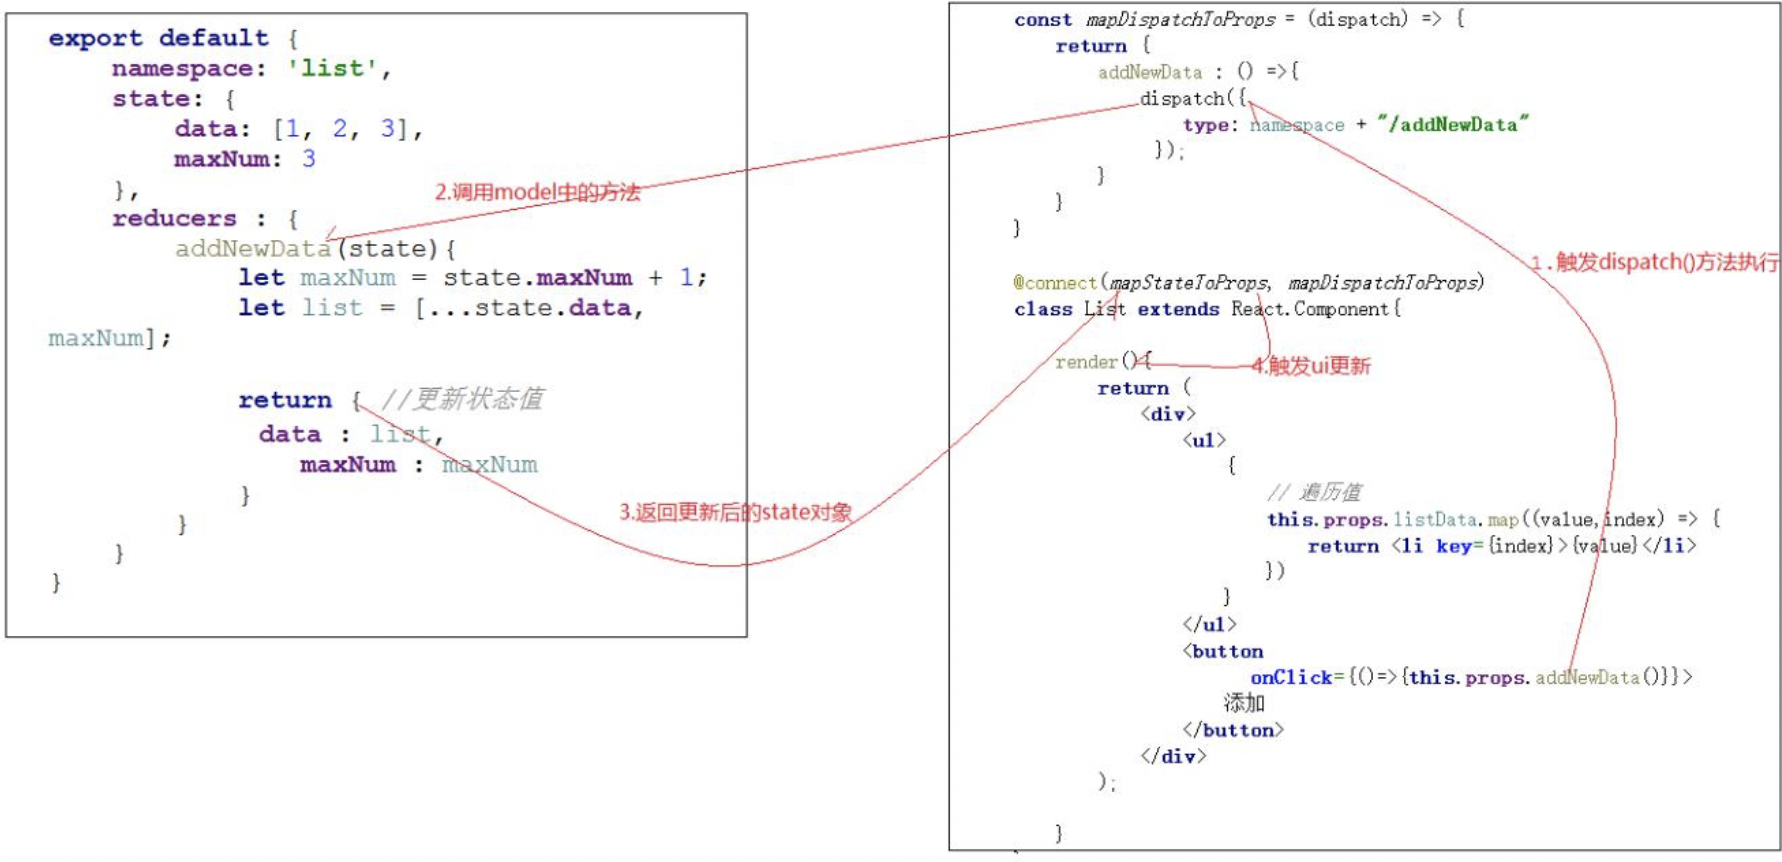 export default {
namespace: 'list',
state: {
data: [1, 2, 3],
maxNum: 3
},
reducers : {
addNewData(state){
let maxNum = state.maxNum + 1;
let list = [...state.data,
maxNum];
return { //更新状态值
data : list,
maxNum : maxNum
}
}
}
}
2.调用model中的方法
3.返回更新后的state对象
const mapDispatchToProps = (dispatch) => {
return {
addNewData : () =>{
dispatch({
type: namespace + "/addNewData"
});
}
}
}
1.触发dispatch()方法执行
@connect(mapStateToProps, mapDispatchToProps)
class List extends React.Component{
render(){
4.触发ui更新
return (
<div>
<ul>
{
// 遍历值
this.props.listData.map((value,index) => {
return <li key={index}>{value}</li>
})
}
</ul>
<button
onClick={()=>{this.props.addNewData()}}>
添加
</button>
</div>
);
}